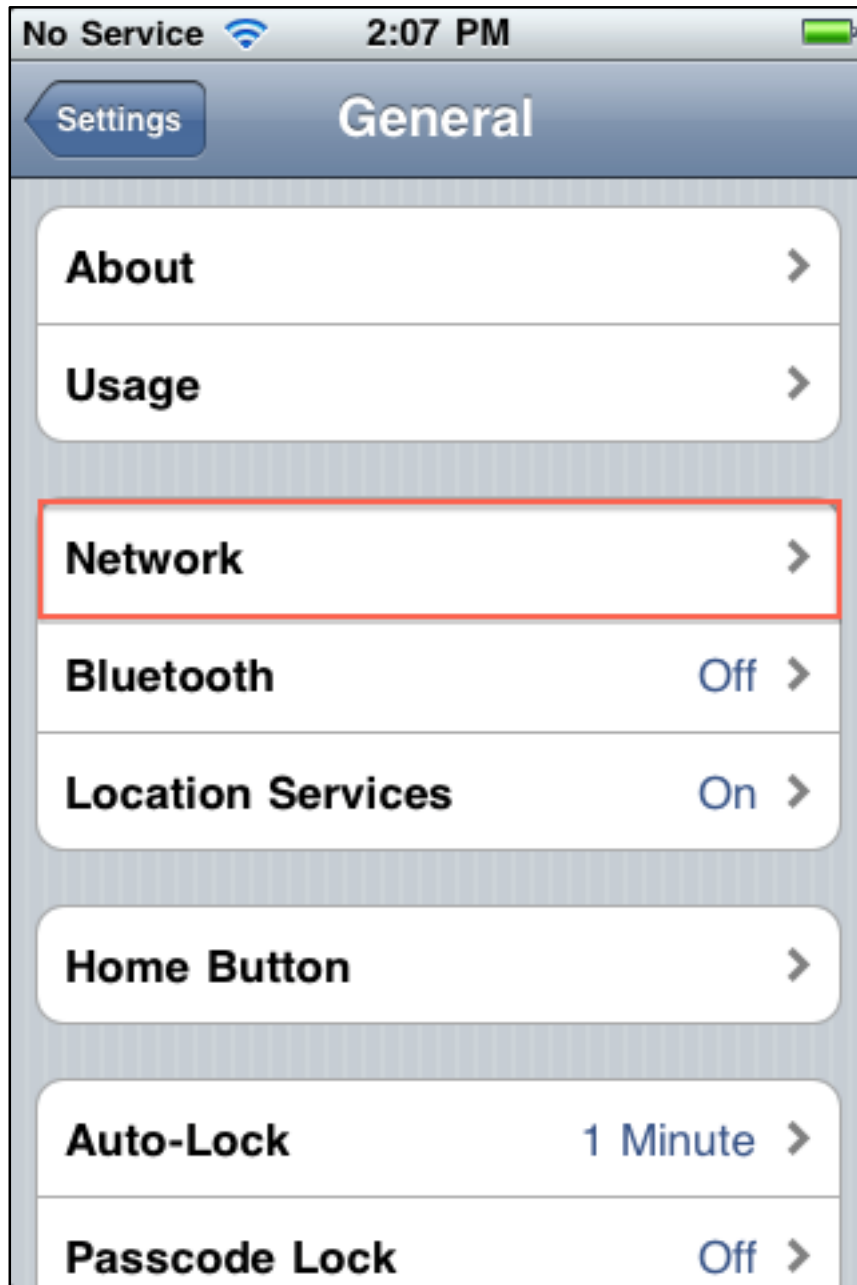 No Service 2:07 PM
Settings General
About
Usage
Network
Bluetooth Off
Location Services On
Home Button
Auto-Lock 1 Minute
Passcode Lock Off